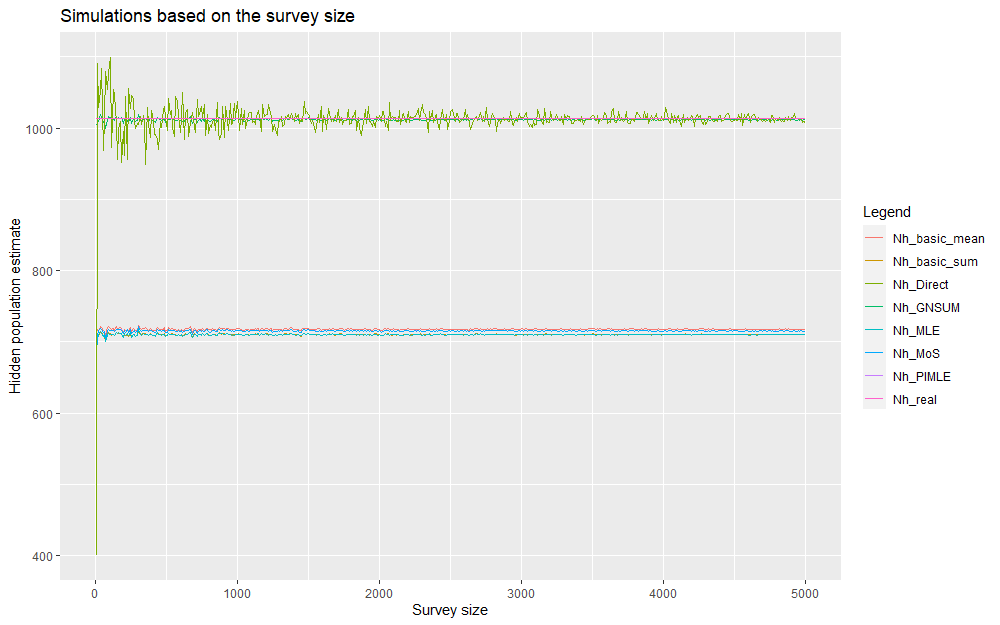 Simulations based on the survey size
Hidden population estimate
1000
800
600
400
0
1000
2000
3000
4000
5000
Survey size
Legend
Nh_basic_mean
Nh_basic_sum
Nh_Direct
Nh_GNSUM
Nh_MLE
Nh_MoS
Nh_PIMLE
Nh_real